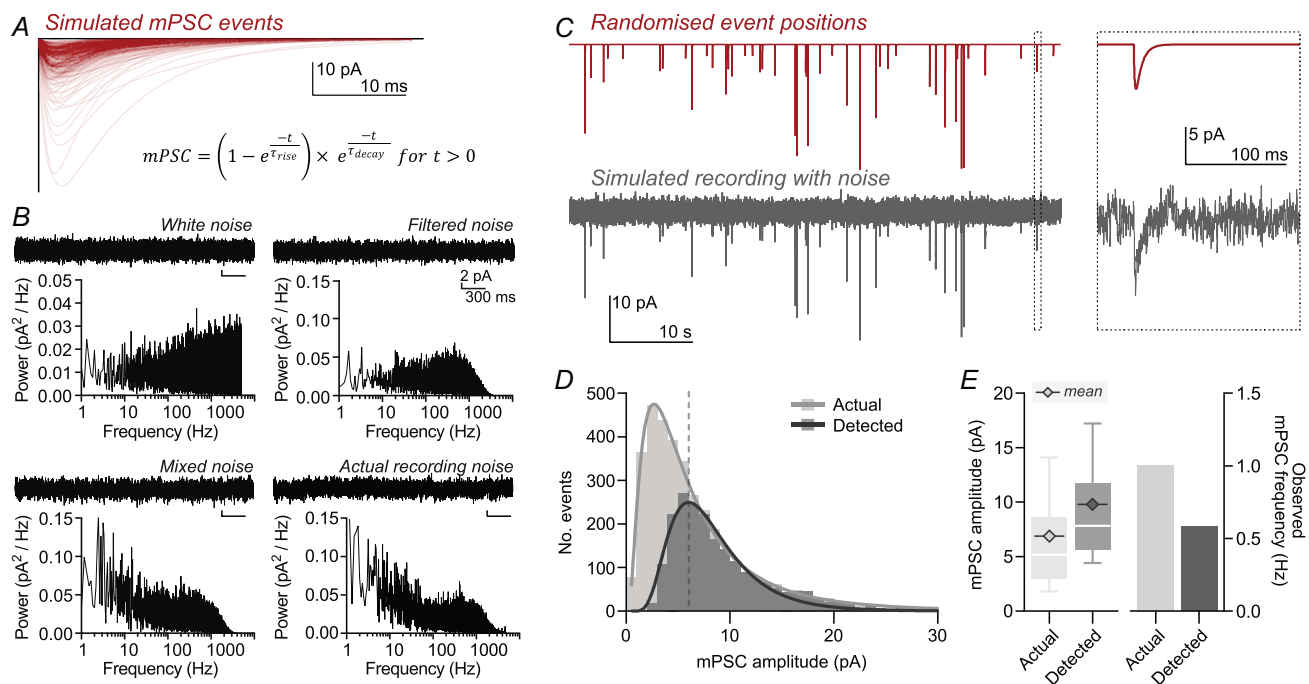 A Simulated mPSC events
10 pA
10 ms
mPSC = (1 − e^(-t/τrise)) × e^(-t/τdecay) for t > 0
B
White noise
Power (pA² / Hz)
0.05
0.04
0.03
0.02
0.01
0.00
1 10 100 1000
Frequency (Hz)
Filtered noise
2 pA
300 ms
Power (pA² / Hz)
0.15
0.10
0.05
0.00
1 10 100 1000
Frequency (Hz)
Mixed noise
Power (pA² / Hz)
0.15
0.10
0.05
0.00
1 10 100 1000
Frequency (Hz)
Actual recording noise
Power (pA² / Hz)
0.15
0.10
0.05
0.00
1 10 100 1000
Frequency (Hz)
C Randomised event positions
Simulated recording with noise
10 pA
10 s
5 pA
100 ms
D
No. events
500
400
300
200
100
0
0 10 20 30
mPSC amplitude (pA)
Actual
Detected
E
mean
mPSC amplitude (pA)
20
15
10
5
0
Actual
Detected
Actual
Detected
1.5
1.0
0.5
0.0
Observed
mPSC frequency (Hz)